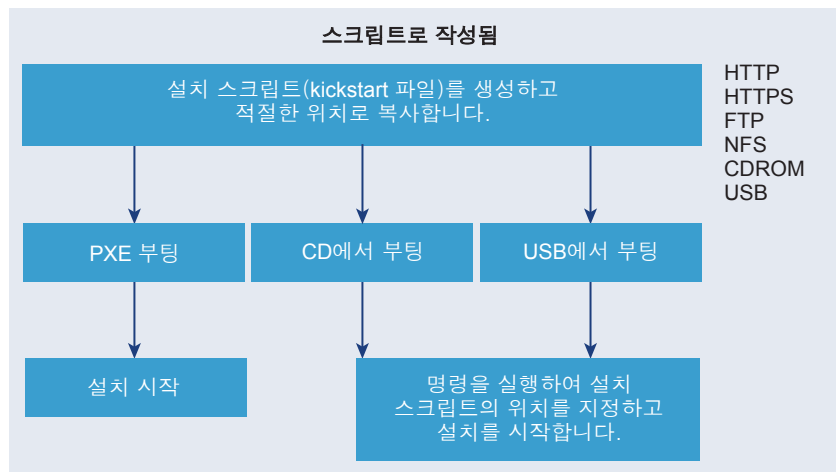 스크립트로 작성됨
설치 스크립트(kickstart 파일)를 생성하고
적절한 위치로 복사합니다.
HTTP
HTTPS
FTP
NFS
CDROM
USB
PXE 부팅
CD에서 부팅
USB에서 부팅
설치 시작
명령을 실행하여 설치
스크립트의 위치를 지정하고
설치를 시작합니다.